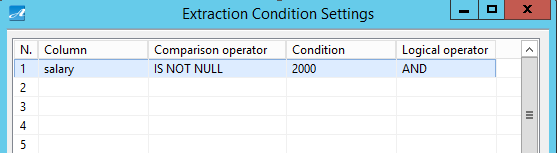 Extraction Condition Settings
N. Column Comparison operator Condition Logical operator
1 salary IS NOT NULL 2000 AND
2
3
4
5